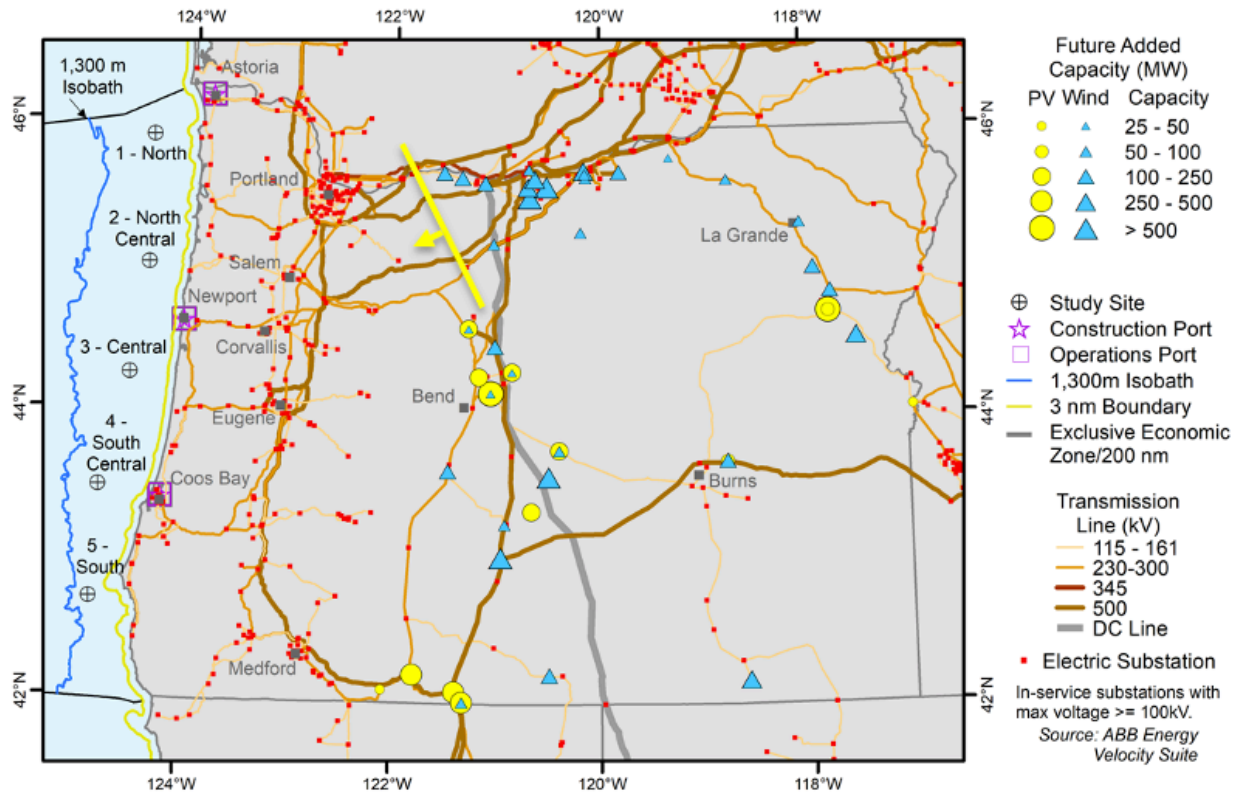 124°W 122°W 120°W 118°W
1,300 m
Isobath
Astoria
46°N
46°N
1 - North
Portland
2 - North
Central
La Grande
Salem
Newport
Corvallis
3 - Central
44°N
44°N
Bend
Eugene
4 -
South
Central
Coos Bay
Burns
5 -
South
Medford
42°N
42°N
124°W 122°W 120°W 118°W
Future Added
Capacity (MW)
PV Wind Capacity
25 - 50
50 - 100
100 - 250
250 - 500
> 500
Study Site
Construction Port
Operations Port
1,300m Isobath
3 nm Boundary
Exclusive Economic
Zone/200 nm
Transmission
Line (kV)
115 - 161
230-300
345
500
DC Line
Electric Substation
In-service substations with
max voltage >= 100kV.
Source: ABB Energy
Velocity Suite